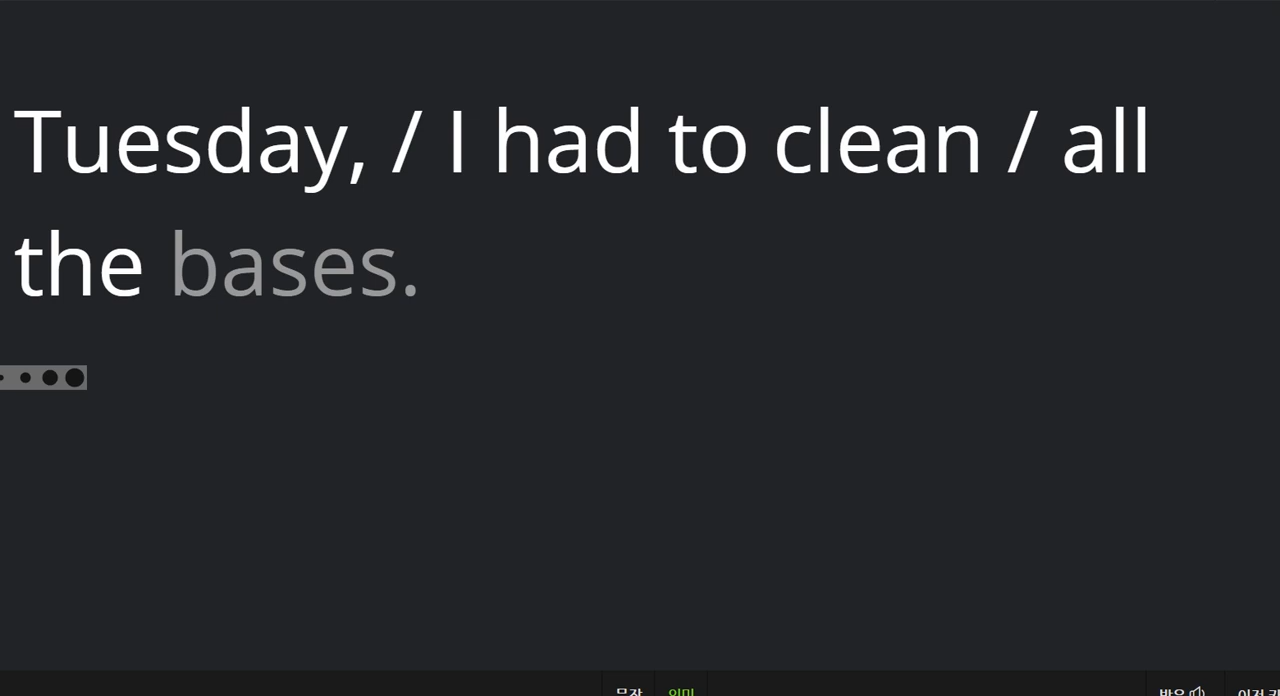 Tuesday, / I had to clean / all
the bases.